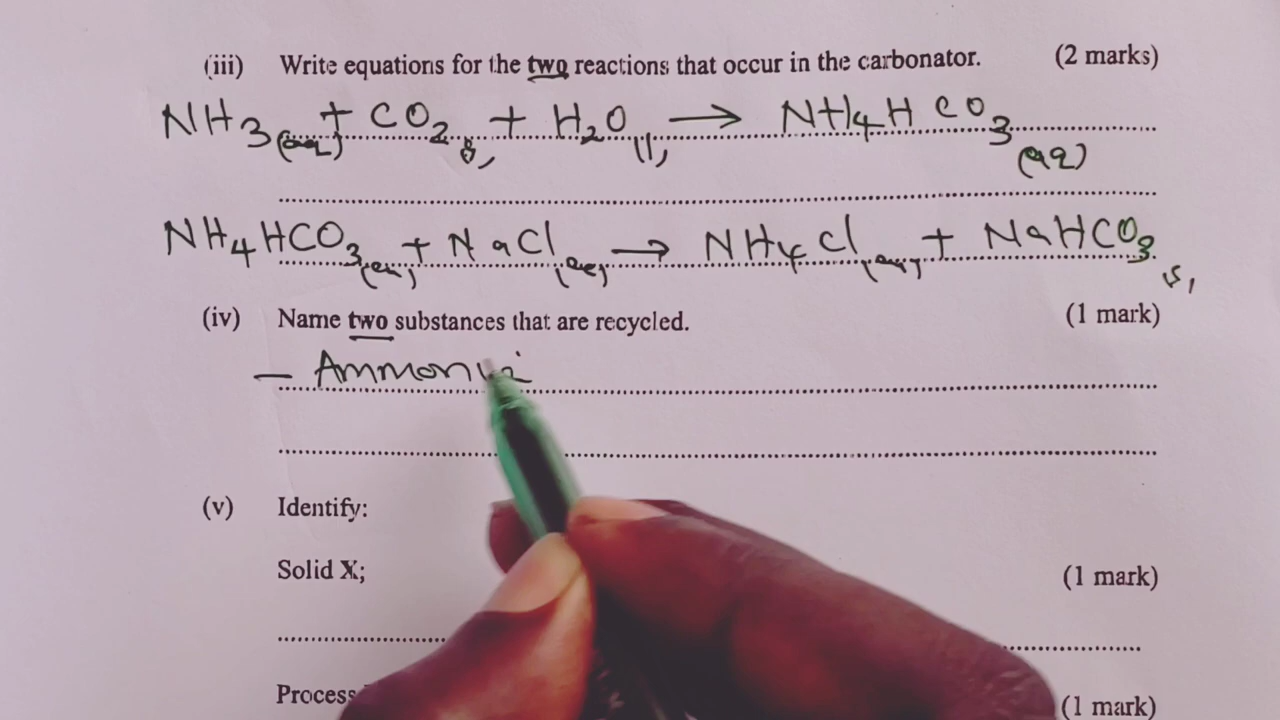 (iii) Write equations for the two reactions that occur in the carbonator. (2 marks)
NH3(aq) + CO2 g) + H2O (l) → NH4HCO3 (aq)
NH4HCO3 (aq) + NaCl (aq) → NH4Cl (aq) + NaHCO3 s)
(iv) Name two substances that are recycled. (1 mark)
– Ammonia
(v) Identify:
Solid X; (1 mark)
Process (1 mark)